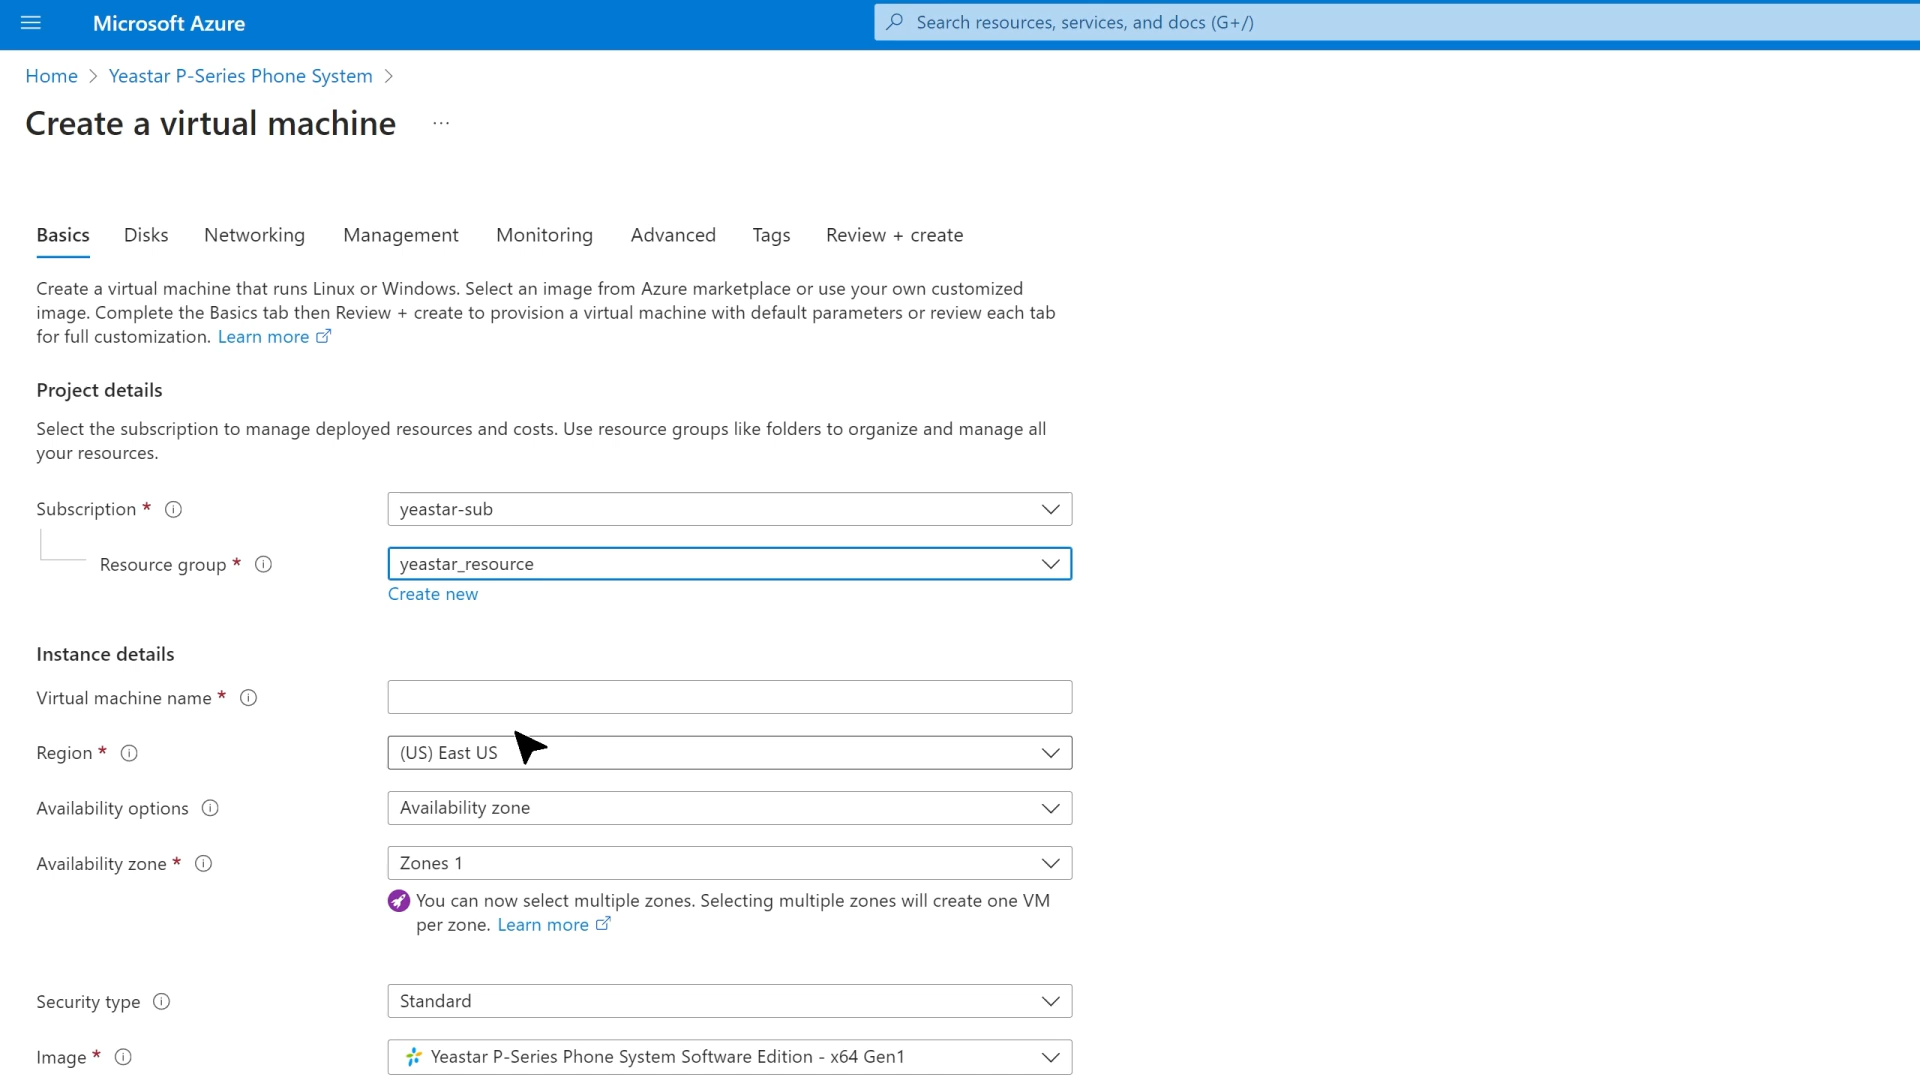 Microsoft Azure
Search resources, services, and docs (G+/)
Home > Yeastar P-Series Phone System >
Create a virtual machine ...
Basics Disks Networking Management Monitoring Advanced Tags Review + create
Create a virtual machine that runs Linux or Windows. Select an image from Azure marketplace or use your own customized
image. Complete the Basics tab then Review + create to provision a virtual machine with default parameters or review each tab
for full customization. Learn more
Project details
Select the subscription to manage deployed resources and costs. Use resource groups like folders to organize and manage all
your resources.
Subscription * yeastar-sub
Resource group * yeastar_resource
Create new
Instance details
Virtual machine name *
Region * (US) East US
Availability options Availability zone
Availability zone * Zones 1
You can now select multiple zones. Selecting multiple zones will create one VM
per zone. Learn more
Security type Standard
Image * Yeastar P-Series Phone System Software Edition - x64 Gen1